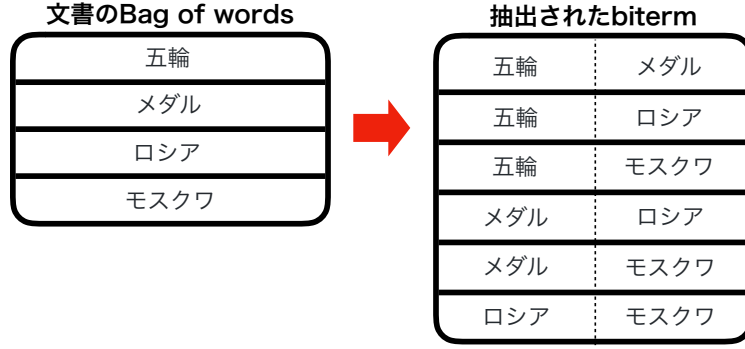 文書のBag of words
五輪
メダル
ロシア
モスクワ
抽出されたbiterm
五輪 メダル
五輪 ロシア
五輪 モスクワ
メダル ロシア
メダル モスクワ
ロシア モスクワ